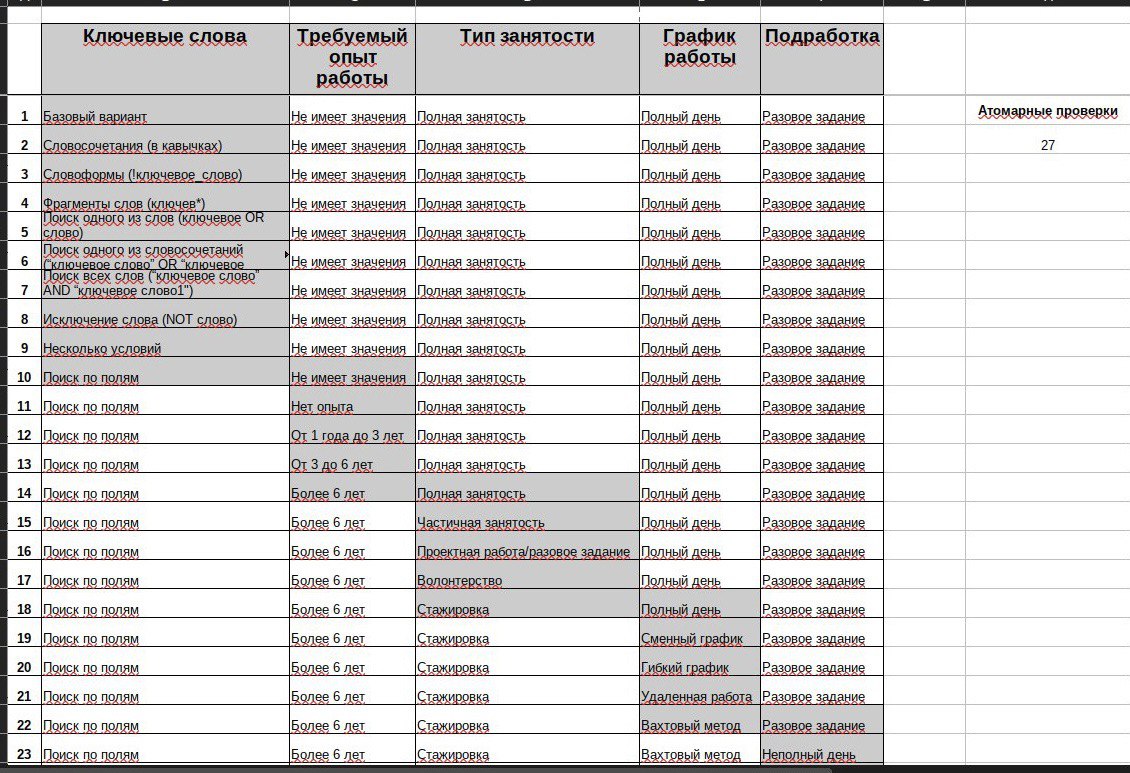 Ключевые слова Требуемый опыт работы Тип занятости График работы Подработка
Атомарные проверки
1 Базовый вариант Не имеет значения Полная занятость Полный день Разовое задание
2 Словосочетания (в кавычках) Не имеет значения Полная занятость Полный день Разовое задание 27
3 Словоформы (!ключевое_слово) Не имеет значения Полная занятость Полный день Разовое задание
4 Фрагменты слов (ключев*) Не имеет значения Полная занятость Полный день Разовое задание
5 Поиск одного из слов (ключевое OR слово) Не имеет значения Полная занятость Полный день Разовое задание
6 Поиск одного из словосочетаний (“ключевое слово” OR “ключевое Не имеет значения Полная занятость Полный день Разовое задание
7 Поиск всех слов (“ключевое слово” AND “ключевое слово1") Не имеет значения Полная занятость Полный день Разовое задание
8 Исключение слова (NOT слово) Не имеет значения Полная занятость Полный день Разовое задание
9 Несколько условий Не имеет значения Полная занятость Полный день Разовое задание
10 Поиск по полям Не имеет значения Полная занятость Полный день Разовое задание
11 Поиск по полям Нет опыта Полная занятость Полный день Разовое задание
12 Поиск по полям От 1 года до 3 лет Полная занятость Полный день Разовое задание
13 Поиск по полям От 3 до 6 лет Полная занятость Полный день Разовое задание
14 Поиск по полям Более 6 лет Полная занятость Полный день Разовое задание
15 Поиск по полям Более 6 лет Частичная занятость Полный день Разовое задание
16 Поиск по полям Более 6 лет Проектная работа/разовое задание Полный день Разовое задание
17 Поиск по полям Более 6 лет Волонтерство Полный день Разовое задание
18 Поиск по полям Более 6 лет Стажировка Полный день Разовое задание
19 Поиск по полям Более 6 лет Стажировка Сменный график Разовое задание
20 Поиск по полям Более 6 лет Стажировка Гибкий график Разовое задание
21 Поиск по полям Более 6 лет Стажировка Удаленная работа Разовое задание
22 Поиск по полям Более 6 лет Стажировка Вахтовый метод Разовое задание
23 Поиск по полям Более 6 лет Стажировка Вахтовый метод Неполный день